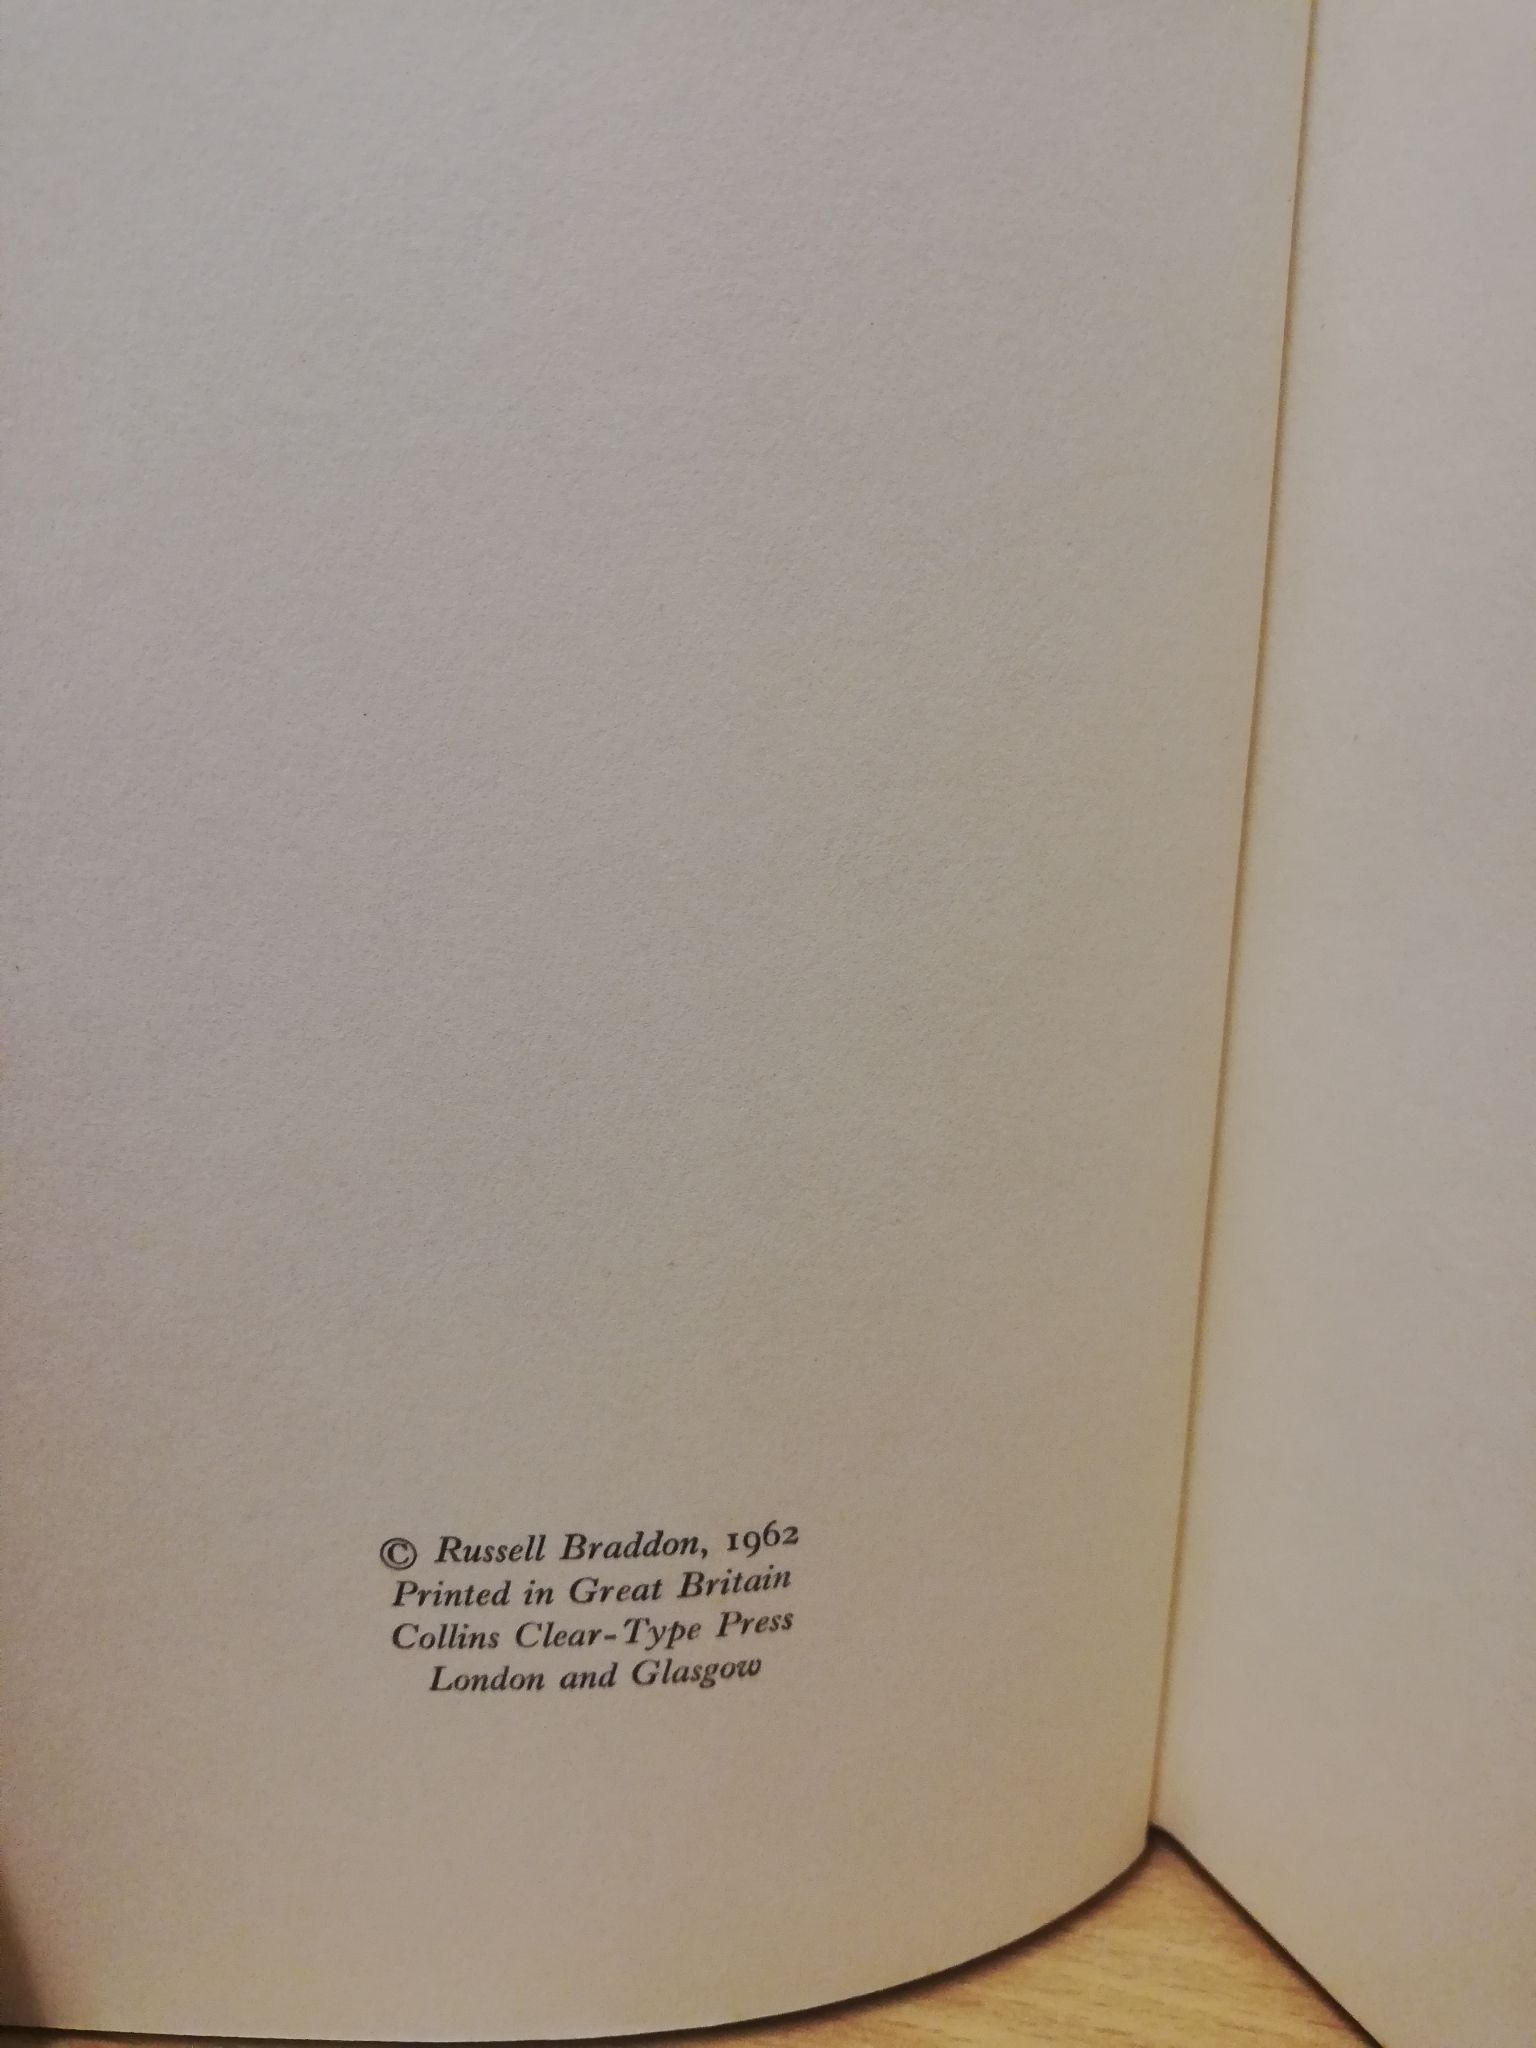 © Russell Braddon, 1962
Printed in Great Britain
Collins Clear-Type Press
London and Glasgow